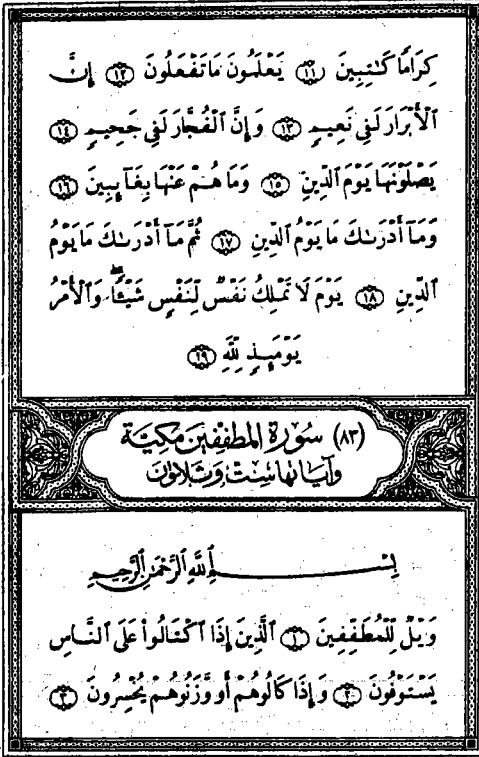 كِرَامًا كَـٰتِبِينَ ١١ يَعْلَمُونَ مَا تَفْعَلُونَ ١٢ إِنَّ
ٱلْأَبْرَارَ لَفِى نَعِيمٍ ١٣ وَإِنَّ ٱلْفُجَّارَ لَفِى جَحِيمٍ ١٤
يَصْلَوْنَهَا يَوْمَ ٱلدِّينِ ١٥ وَمَا هُمْ عَنْهَا بِغَآئِبِينَ ١٦
وَمَآ أَدْرَىٰكَ مَا يَوْمُ ٱلدِّينِ ١٧ ثُمَّ مَآ أَدْرَىٰكَ مَا يَوْمُ
ٱلدِّينِ ١٨ يَوْمَ لَا تَمْلِكُ نَفْسٌ لِّنَفْسٍ شَيْـًٔا ۖ وَٱلْأَمْرُ
يَوْمَئِذٍ لِّلَّهِ ١٩
(٨٣) سورة المطففين مكية
وآياتها ست وثلاثون
بِسْمِ ٱللَّهِ ٱلرَّحْمَـٰنِ ٱلرَّحِيمِ
وَيْلٌ لِّلْمُطَفِّفِينَ ١ ٱلَّذِينَ إِذَا ٱكْتَالُوا۟ عَلَى ٱلنَّاسِ
يَسْتَوْفُونَ ٢ وَإِذَا كَالُوهُمْ أَو وَّزَنُوهُمْ يُخْسِرُونَ ٣